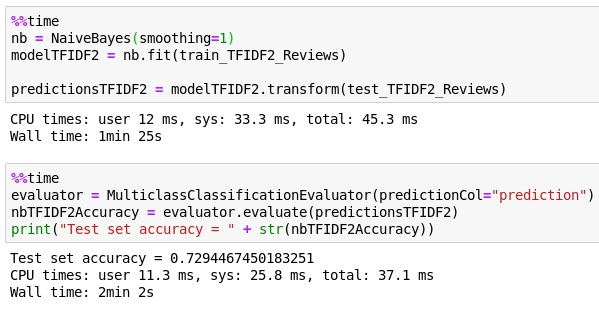 %%time
nb = NaiveBayes(smoothing=1)
modelTFIDF2 = nb.fit(train_TFIDF2_Reviews)
predictionsTFIDF2 = modelTFIDF2.transform(test_TFIDF2_Reviews)
CPU times: user 12 ms, sys: 33.3 ms, total: 45.3 ms
Wall time: 1min 25s
%%time
evaluator = MulticlassClassificationEvaluator(predictionCol="prediction")
nbTFIDF2Accuracy = evaluator.evaluate(predictionsTFIDF2)
print("Test set accuracy = " + str(nbTFIDF2Accuracy))
Test set accuracy = 0.7294467450183251
CPU times: user 11.3 ms, sys: 25.8 ms, total: 37.1 ms
Wall time: 2min 2s